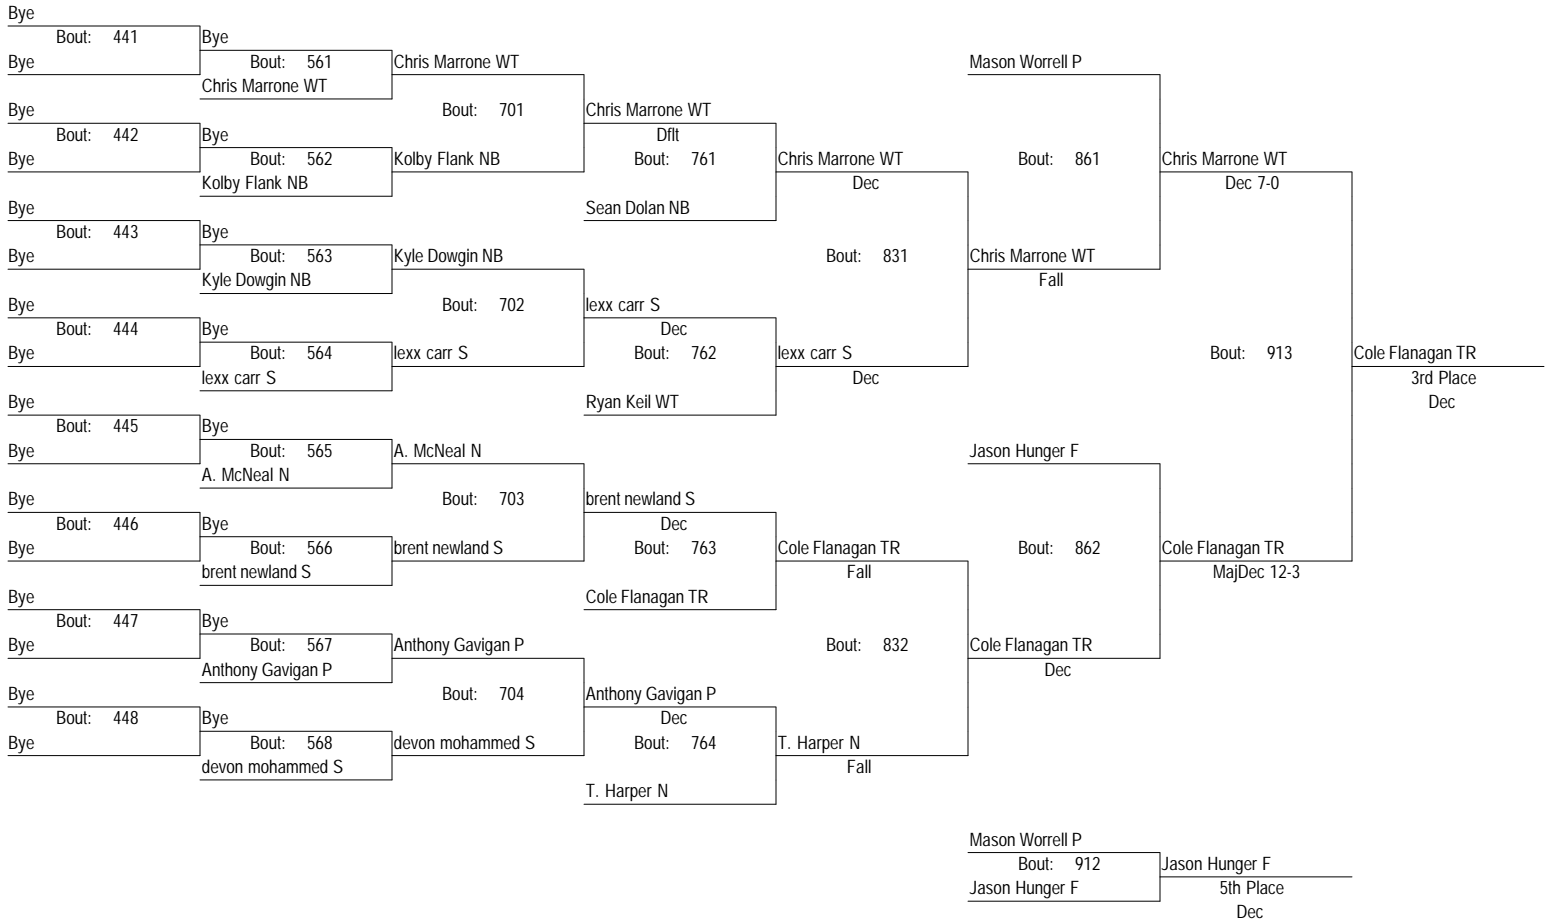 Bye
Bout: 441
Bye
Bye
Bout: 561
Chris Marrone WT
Mason Worrell P
Bye
Chris Marrone WT
Bye
Bout: 701
Chris Marrone WT
Bout: 442
Bye
Dflt
Bye
Bout: 562
Kolby Flank NB
Bout: 761
Chris Marrone WT
Bout: 861
Chris Marrone WT
Kolby Flank NB
Dec
Dec 7-0
Bye
Sean Dolan NB
Bout: 443
Bye
Bye
Bout: 563
Kyle Dowgin NB
Bout: 831
Chris Marrone WT
Kyle Dowgin NB
Fall
Bye
Bout: 702
lexx carr S
Bout: 444
Bye
Dec
Bye
Bout: 564
lexx carr S
Bout: 762
lexx carr S
Bout: 913
Cole Flanagan TR
lexx carr S
Dec
3rd Place
Bye
Ryan Keil WT
Dec
Bout: 445
Bye
Bye
Bout: 565
A. McNeal N
Jason Hunger F
A. McNeal N
Bye
Bout: 703
brent newland S
Bout: 446
Bye
Dec
Bye
Bout: 566
brent newland S
Bout: 763
Cole Flanagan TR
Bout: 862
Cole Flanagan TR
brent newland S
Fall
MajDec 12-3
Bye
Cole Flanagan TR
Bout: 447
Bye
Bye
Bout: 567
Anthony Gavigan P
Bout: 832
Cole Flanagan TR
Anthony Gavigan P
Dec
Bye
Bout: 704
Anthony Gavigan P
Bout: 448
Bye
Dec
Bye
Bout: 568
devon mohammed S
Bout: 764
T. Harper N
devon mohammed S
Fall
T. Harper N
Mason Worrell P
Bout: 912
Jason Hunger F
Jason Hunger F
5th Place
Dec